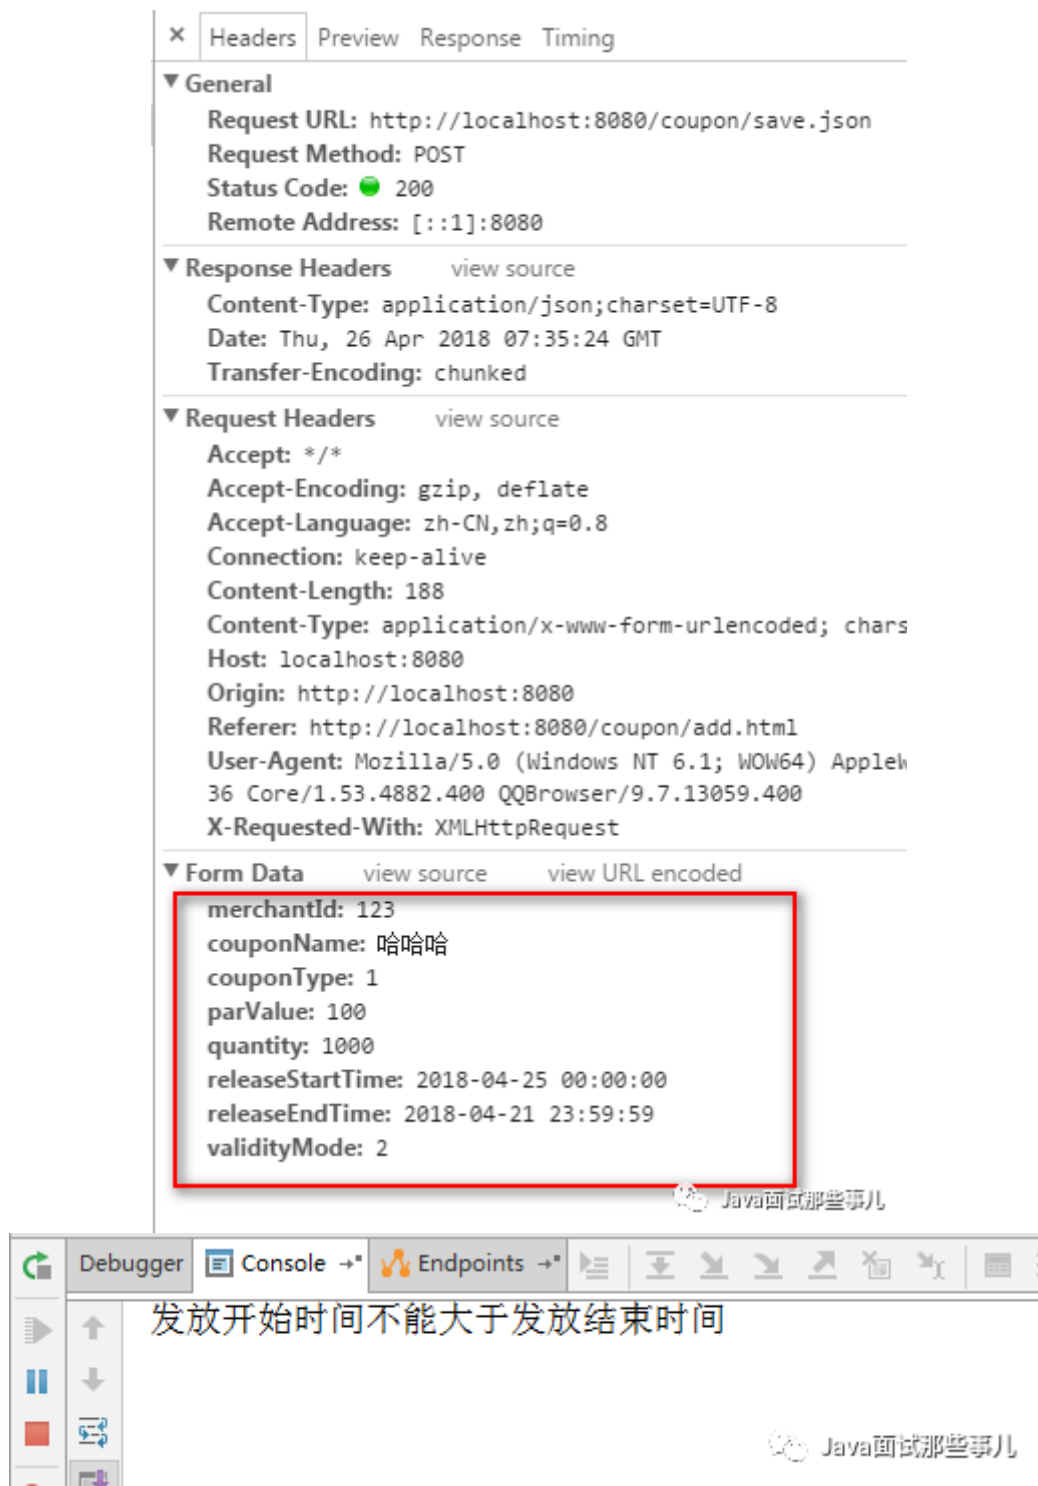 × Headers Preview Response Timing
▼ General
Request URL: http://localhost:8080/coupon/save.json
Request Method: POST
Status Code: 200
Remote Address: [::1]:8080
▼ Response Headers view source
Content-Type: application/json;charset=UTF-8
Date: Thu, 26 Apr 2018 07:35:24 GMT
Transfer-Encoding: chunked
▼ Request Headers view source
Accept: */*
Accept-Encoding: gzip, deflate
Accept-Language: zh-CN,zh;q=0.8
Connection: keep-alive
Content-Length: 188
Content-Type: application/x-www-form-urlencoded; chars
Host: localhost:8080
Origin: http://localhost:8080
Referer: http://localhost:8080/coupon/add.html
User-Agent: Mozilla/5.0 (Windows NT 6.1; WOW64) AppleW
36 Core/1.53.4882.400 QQBrowser/9.7.13059.400
X-Requested-With: XMLHttpRequest
▼ Form Data view source view URL encoded
merchantId: 123
couponName: 哈哈哈
couponType: 1
parValue: 100
quantity: 1000
releaseStartTime: 2018-04-25 00:00:00
releaseEndTime: 2018-04-21 23:59:59
validityMode: 2
Java面试那些事儿
Debugger Console Endpoints
发放开始时间不能大于发放结束时间
Java面试那些事儿